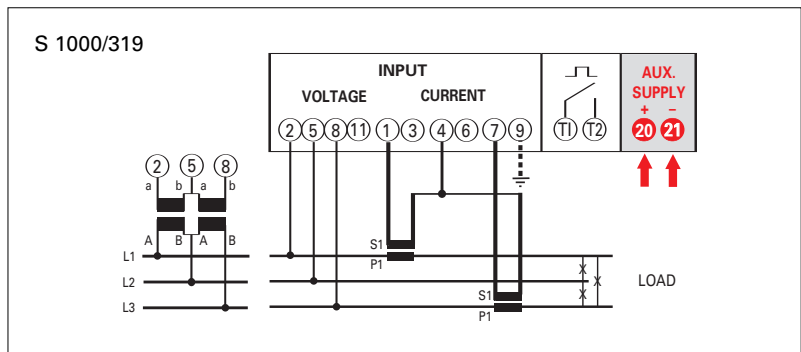 S 1000/319
INPUT
VOLTAGE CURRENT
AUX.
SUPPLY
+ −
2 5 8 11 1 3 4 6 7 9 T1 T2 20 21
2 5 8
a b a b
A B A B
S1
P1
L1
L2
L3
X
X
X
LOAD
S1
P1